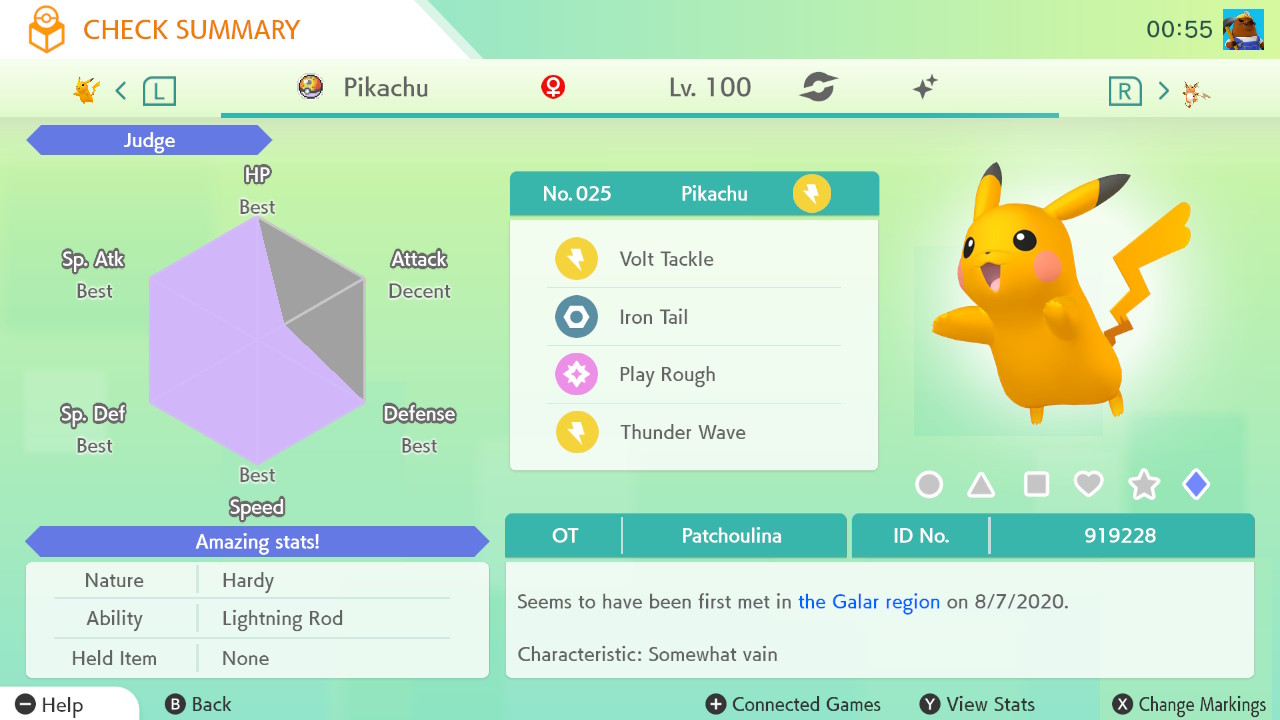 CHECK SUMMARY
00:55
L
Pikachu
Lv. 100
R
Judge
HP
Best
Sp. Atk
Best
Attack
Decent
Sp. Def
Best
Defense
Best
Best
Speed
Amazing stats!
Nature Hardy
Ability Lightning Rod
Held Item None
No. 025 Pikachu
Volt Tackle
Iron Tail
Play Rough
Thunder Wave
OT Patchoulina
ID No. 919228
Seems to have been first met in the Galar region on 8/7/2020.
Characteristic: Somewhat vain
Help
B Back
Connected Games
Y View Stats
X Change Markings